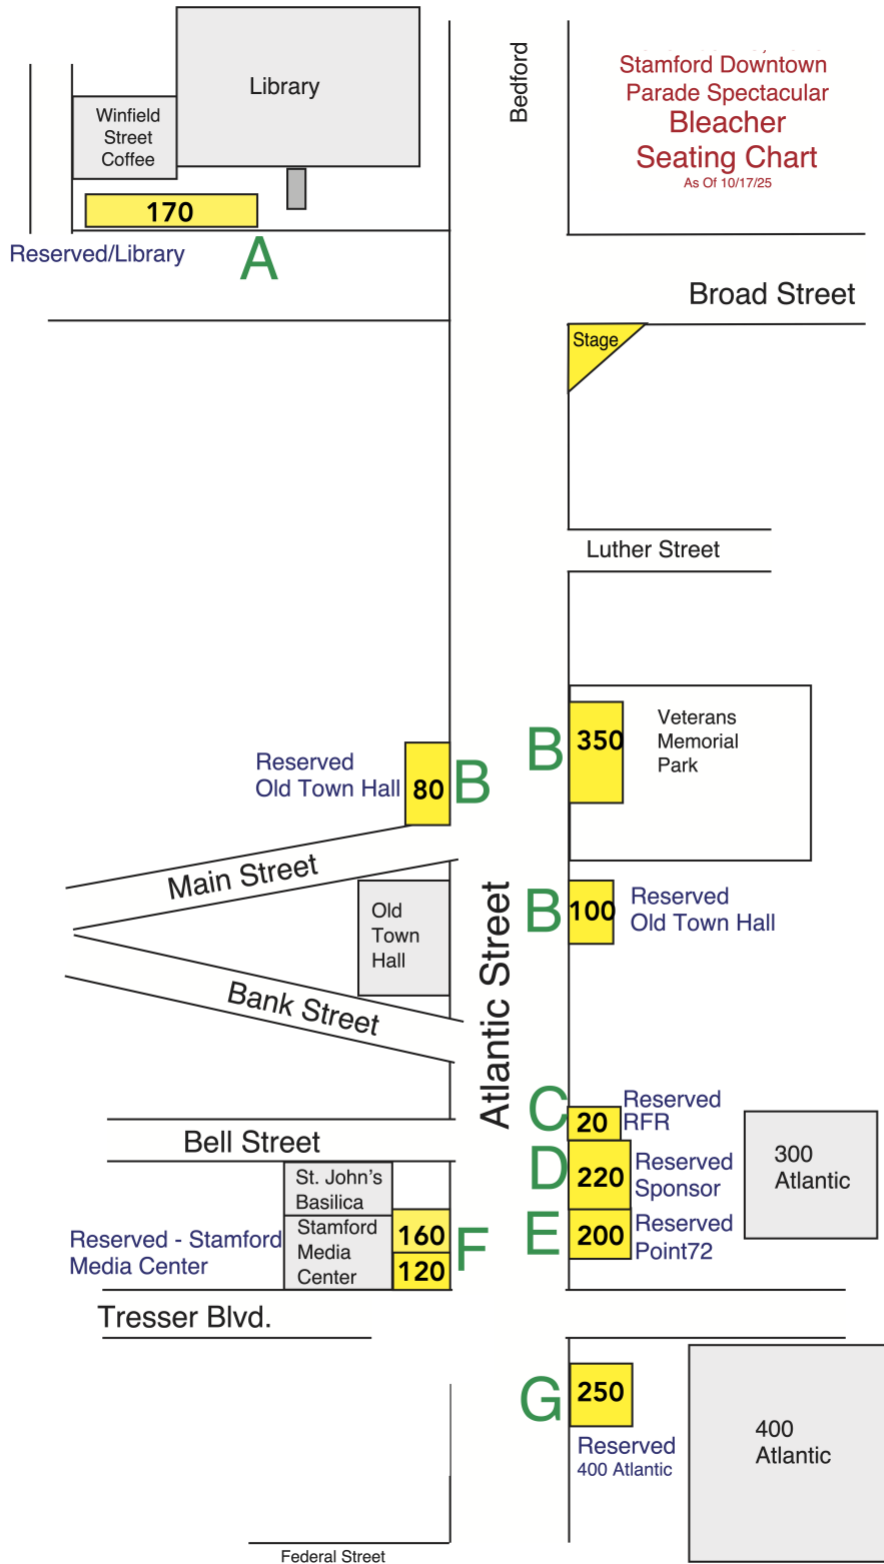 Bedford
Stamford Downtown
Parade Spectacular
Bleacher
Seating Chart
As Of 10/17/25
Library
Winfield
Street
Coffee
170
Reserved/Library
A
Broad Street
Stage
Luther Street
Veterans
Memorial
Park
B
350
Reserved
Old Town Hall
80
B
Main Street
Old
Town
Hall
Bank Street
Atlantic Street
B
100
Reserved
Old Town Hall
C
20
Reserved
RFR
Bell Street
D
220
Reserved
Sponsor
300
Atlantic
St. John's
Basilica
Stamford
Media
Center
Reserved - Stamford
Media Center
160
120
F
E
200
Reserved
Point72
Tresser Blvd.
G
250
Reserved
400 Atlantic
400
Atlantic
Federal Street